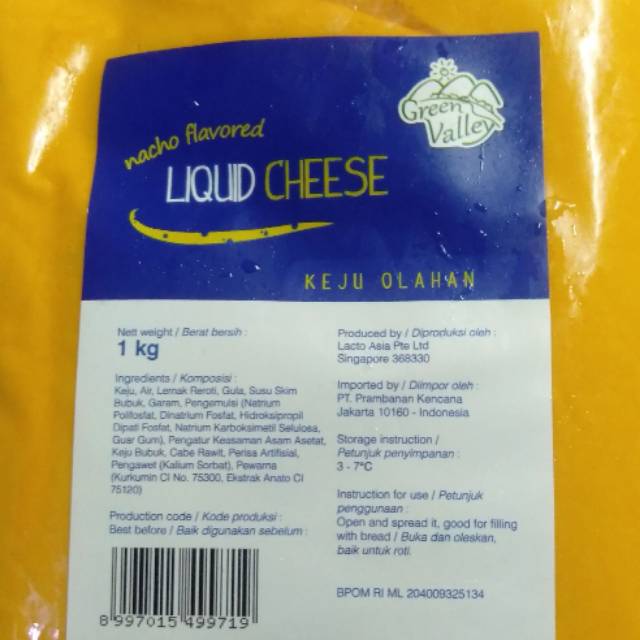 Green
Valley
nacho flavored
LIQUID CHEESE
KEJU OLAHAN
Nett weight / Berat bersih :
1 kg
Ingredients / Komposisi :
Keju, Air, Lemak Reroti, Gula, Susu Skim
Bubuk, Garam, Pengemulsi (Natrium
Polifosfat, Dinatrium Fosfat, Hidroksipropil
Dipati Fosfat, Natrium Karboksimetil Selulosa,
Guar Gum), Pengatur Keasaman Asam Asetat,
Keju Bubuk, Cabe Rawit, Perisa Artifisial,
Pengawet (Kalium Sorbat), Pewarna
(Kurkumin CI No. 75300, Ekstrak Anato CI
75120)
Production code / Kode produksi :
Best before / Baik digunakan sebelum :
8 997015 499719
Produced by / Diproduksi oleh :
Lacto Asia Pte Ltd
Singapore 368330
Imported by / Diimpor oleh :
PT. Prambanan Kencana
Jakarta 10160 - Indonesia
Storage instruction /
Petunjuk penyimpanan :
3 - 7°C
Instruction for use / Petunjuk
penggunaan :
Open and spread it, good for filling
with bread / Buka dan oleskan,
baik untuk roti.
BPOM RI ML 204009325134